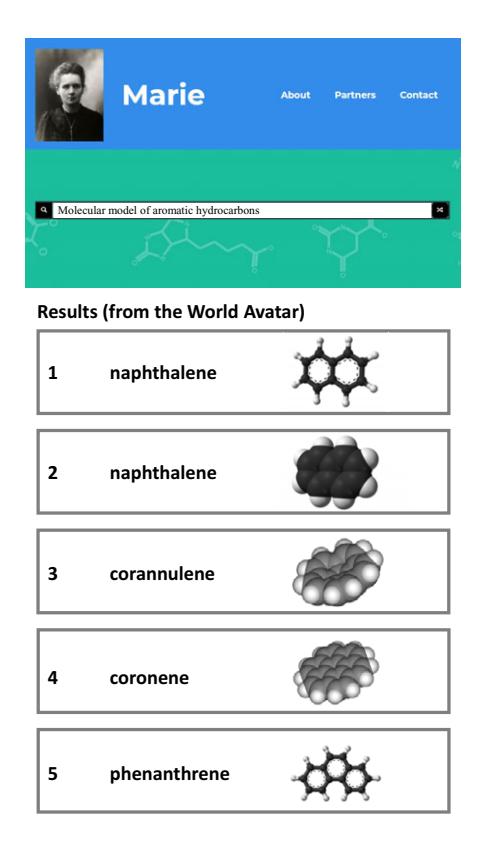 Marie
About Partners Contact
Molecular model of aromatic hydrocarbons
Results (from the World Avatar)
1 naphthalene
2 naphthalene
3 corannulene
4 coronene
5 phenanthrene